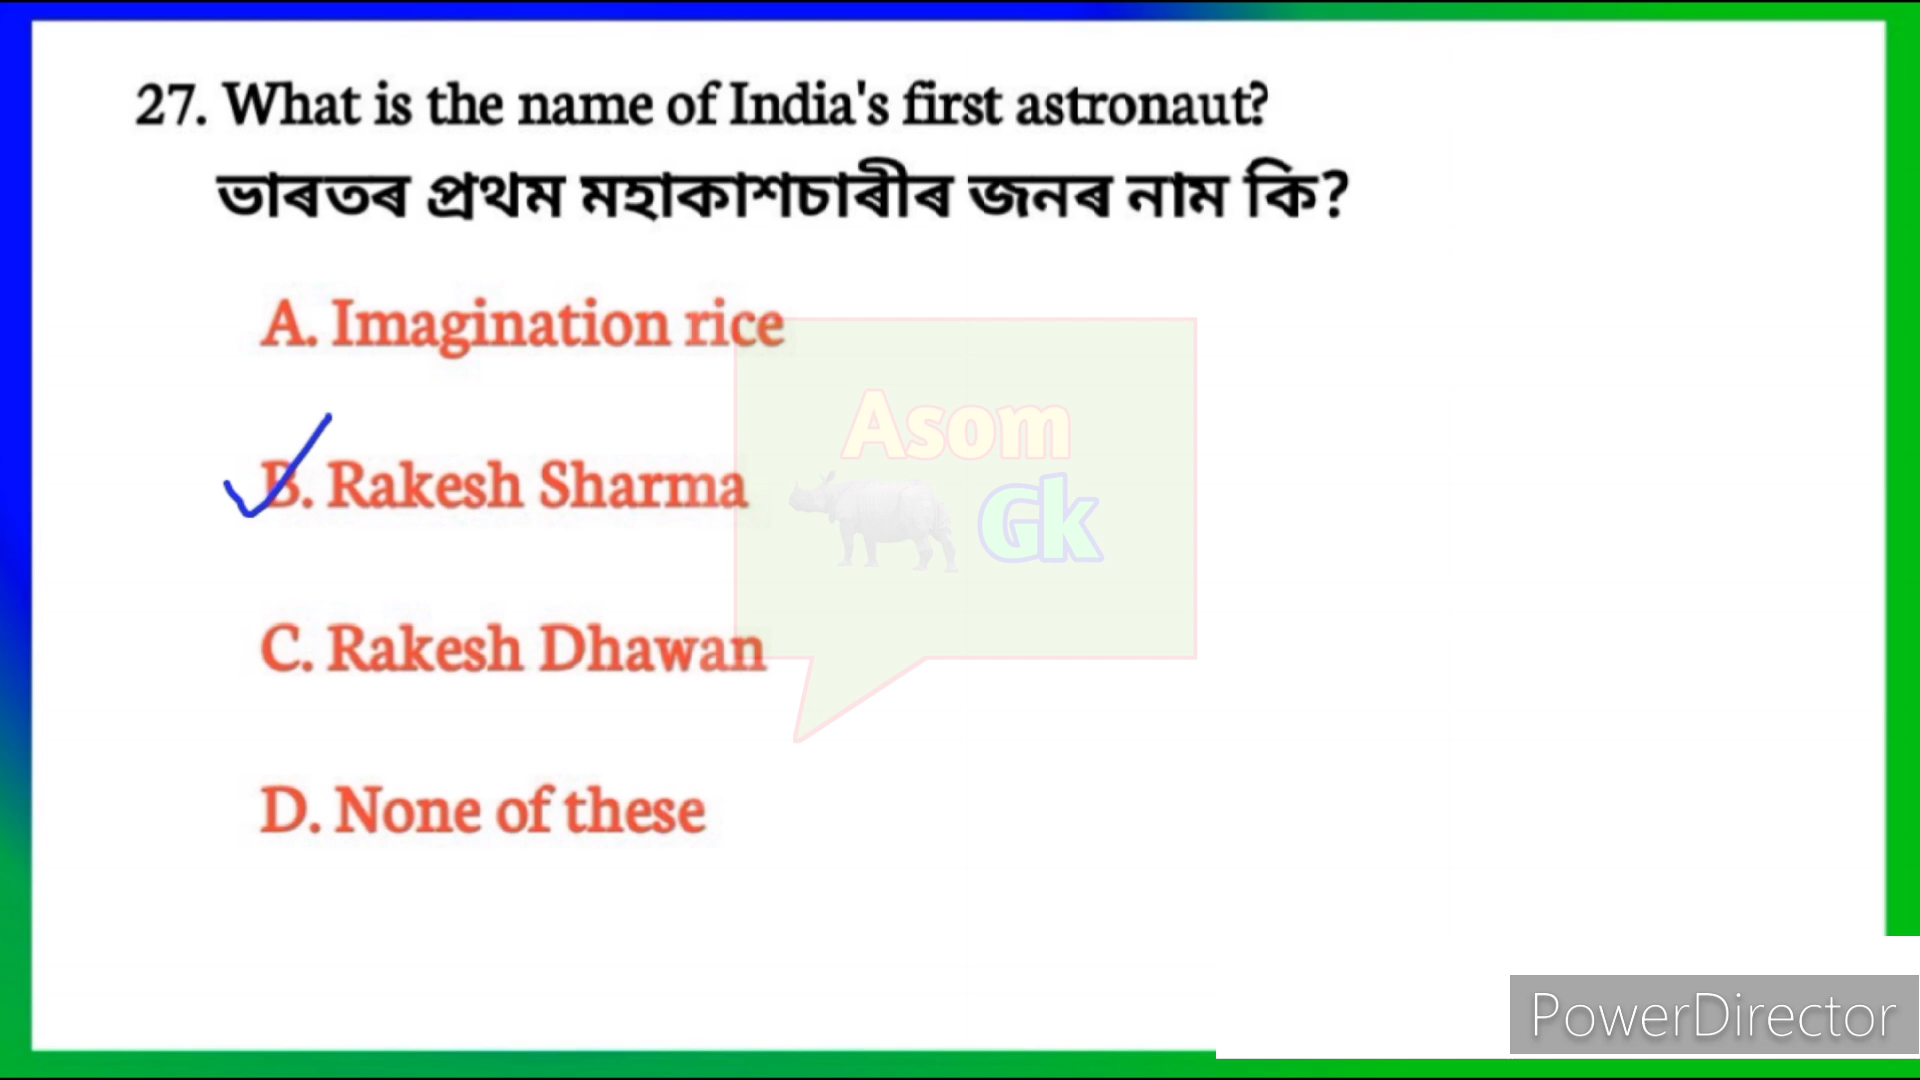 27. What is the name of India's first astronaut?
ভাৰতৰ প্ৰথম মহাকাশচাৰীৰ জনৰ নাম কি?
A. Imagination rice
B. Rakesh Sharma
C. Rakesh Dhawan
D. None of these
Asom
Gk
PowerDirector